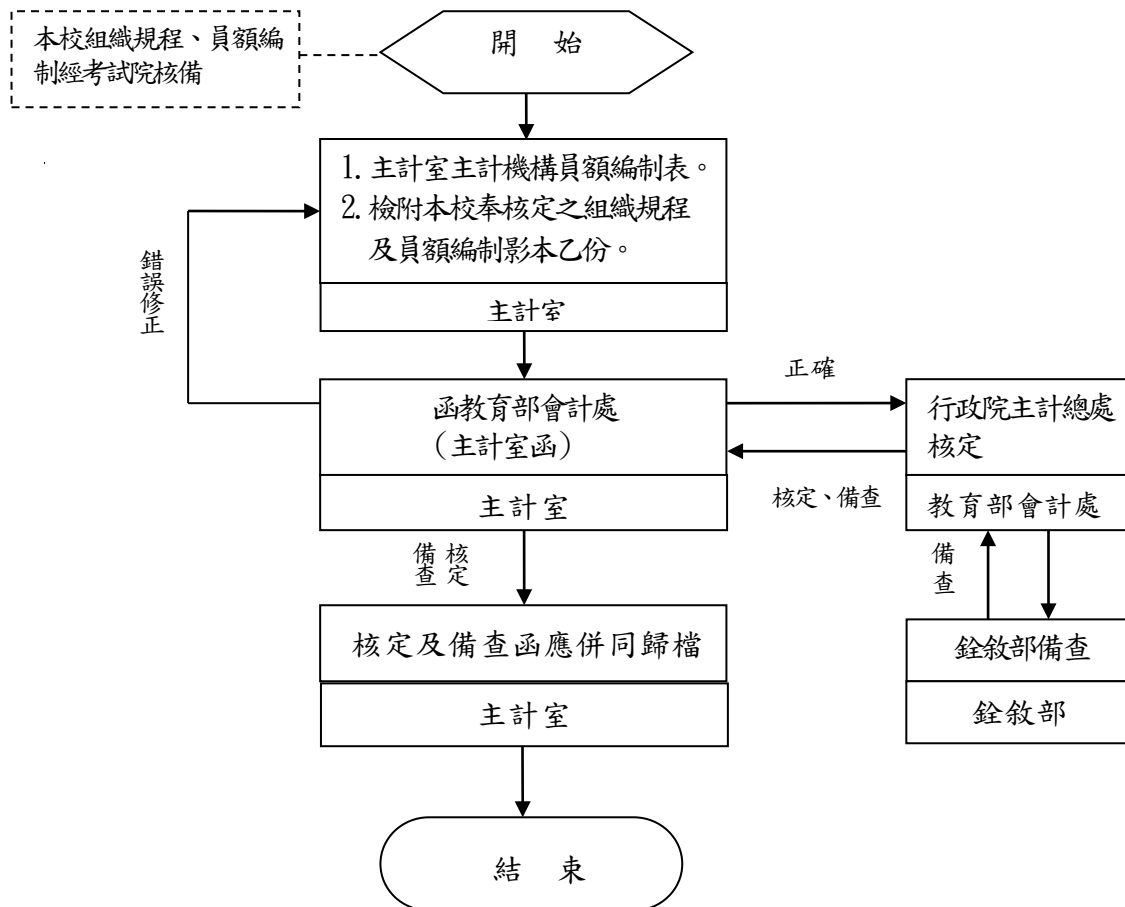 本校組織規程、員額編
制經考試院核備
開 始
1. 主計室主計機構員額編制表。
2. 檢附本校奉核定之組織規程
及員額編制影本乙份。
主計室
錯誤修正
函教育部會計處
(主計室函)
主計室
正確
核定、備查
行政院主計總處
核定
教育部會計處
備查
核定
備查
銓敘部備查
銓敘部
核定及備查函應併同歸檔
主計室
結 束